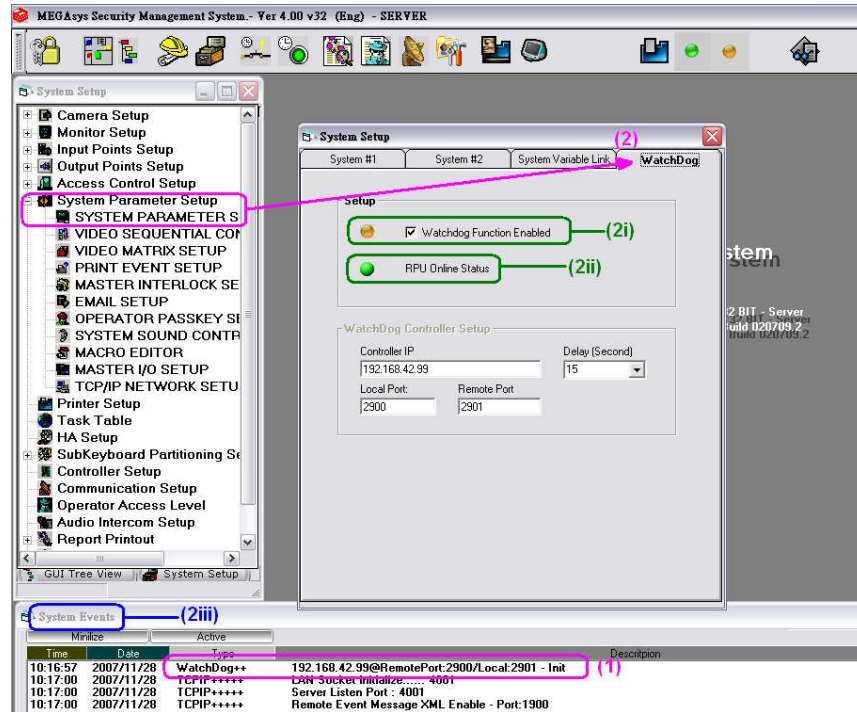 MEGAsys Security Management System.- Ver 4.00 v32 (Eng) - SERVER
System Setup
Camera Setup
Monitor Setup
Input Points Setup
Output Points Setup
Access Control Setup
System Parameter Setup
SYSTEM PARAMETER S
VIDEO SEQUENTIAL CON
VIDEO MATRIX SETUP
PRINT EVENT SETUP
MASTER INTERLOCK SE
EMAIL SETUP
OPERATOR PASSKEY SE
SYSTEM SOUND CONTR
MACRO EDITOR
MASTER I/O SETUP
TCP/IP NETWORK SETU
Printer Setup
Task Table
HA Setup
SubKeyboard Partitioning Se
Controller Setup
Communication Setup
Operator Access Level
Audio Intercom Setup
Report Printout
GUI Tree View
System Setup
System Setup
(2)
System #1
System #2
System Variable Link
WatchDog
Setup
Watchdog Function Enabled
(2i)
RPU Online Status
(2ii)
WatchDog Controller Setup
Controller IP
Delay (Second)
192.168.42.99
15
Local Port:
Remote Port
2900
2901
stem
32 BIT - Server
Build 020709.2
System Events
(2iii)
Minilize
Active
Time Date Type Descritpion
10:16:57 2007/11/28 WatchDog++ 192.168.42.99@RemotePort:2900/Local:2901 - Init (1)
10:17:00 2007/11/28 TCPIP+++++ LAN Socket Initialize...... 4001
10:17:00 2007/11/28 TCPIP+++++ Server Listen Port : 4001
10:17:00 2007/11/28 TCPIP+++++ Remote Event Message XML Enable - Port:1900